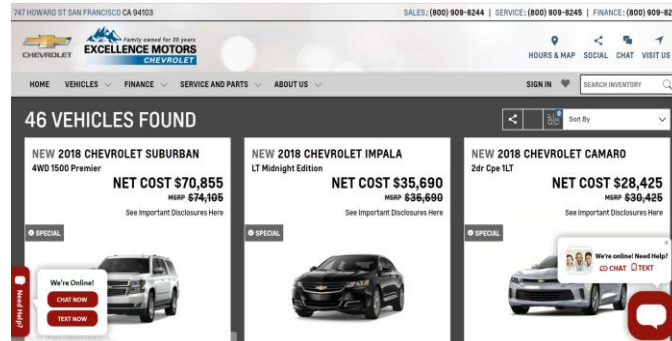 747 HOWARD ST SAN FRANCISCO CA 94103
SALES: (800) 909-8244 | SERVICE: (800) 909-8245 | FINANCE: (800) 909-82
CHEVROLET
Family owned for 30 years
EXCELLENCE MOTORS
CHEVROLET
HOURS & MAP SOCIAL CHAT VISIT US
HOME VEHICLES FINANCE SERVICE AND PARTS ABOUT US
SIGN IN SEARCH INVENTORY
46 VEHICLES FOUND
Sort By
NEW 2018 CHEVROLET SUBURBAN
4WD 1500 Premier
NET COST $70,855
MSRP $74,105
See Important Disclosures Here
SPECIAL
NEW 2018 CHEVROLET IMPALA
LT Midnight Edition
NET COST $35,690
MSRP $36,690
See Important Disclosures Here
SPECIAL
NEW 2018 CHEVROLET CAMARO
2dr Cpe 1LT
NET COST $28,425
MSRP $30,425
See Important Disclosures Here
SPECIAL
Need Help?
We're Online!
CHAT NOW
TEXT NOW
We're online! Need Help?
CHAT TEXT